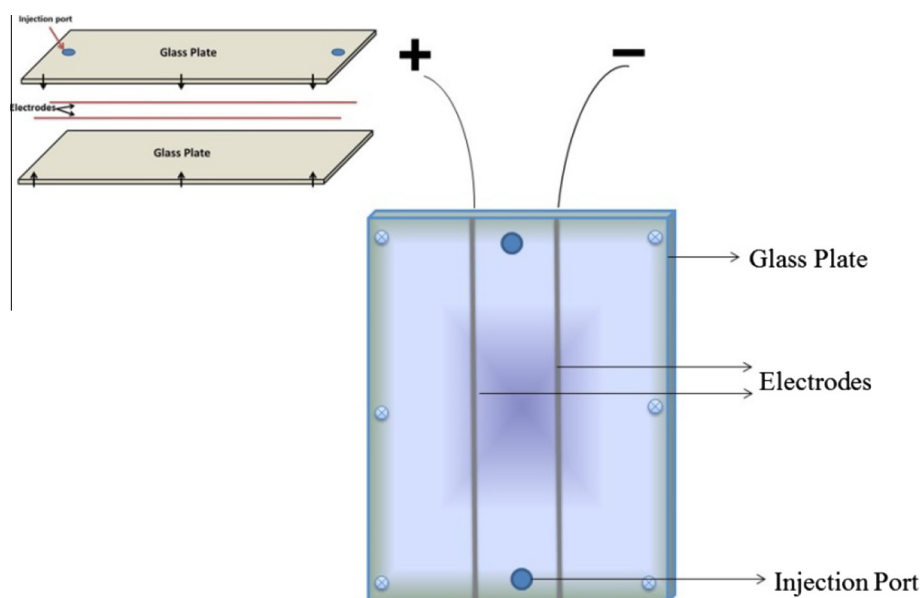 Injection port
Glass Plate
Electrodes
Glass Plate
+
−
Glass Plate
Electrodes
Injection Port